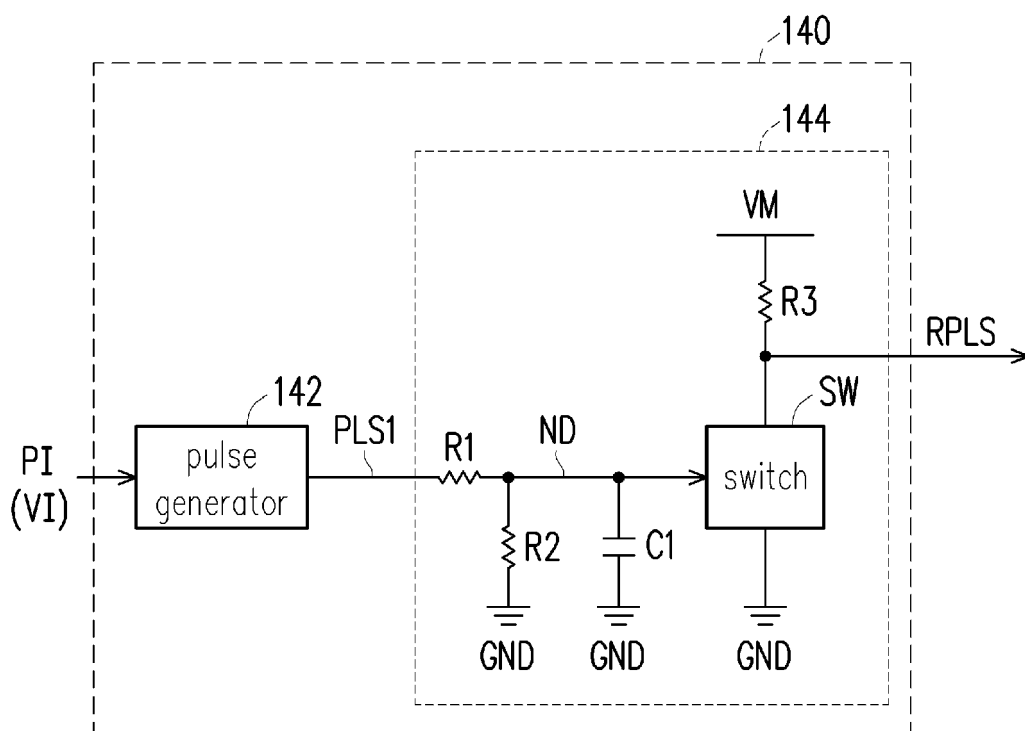 140
144
VM
R3
RPLS
142
SW
PLS1
R1
ND
PI
(VI)
pulse
generator
switch
R2
C1
GND
GND
GND